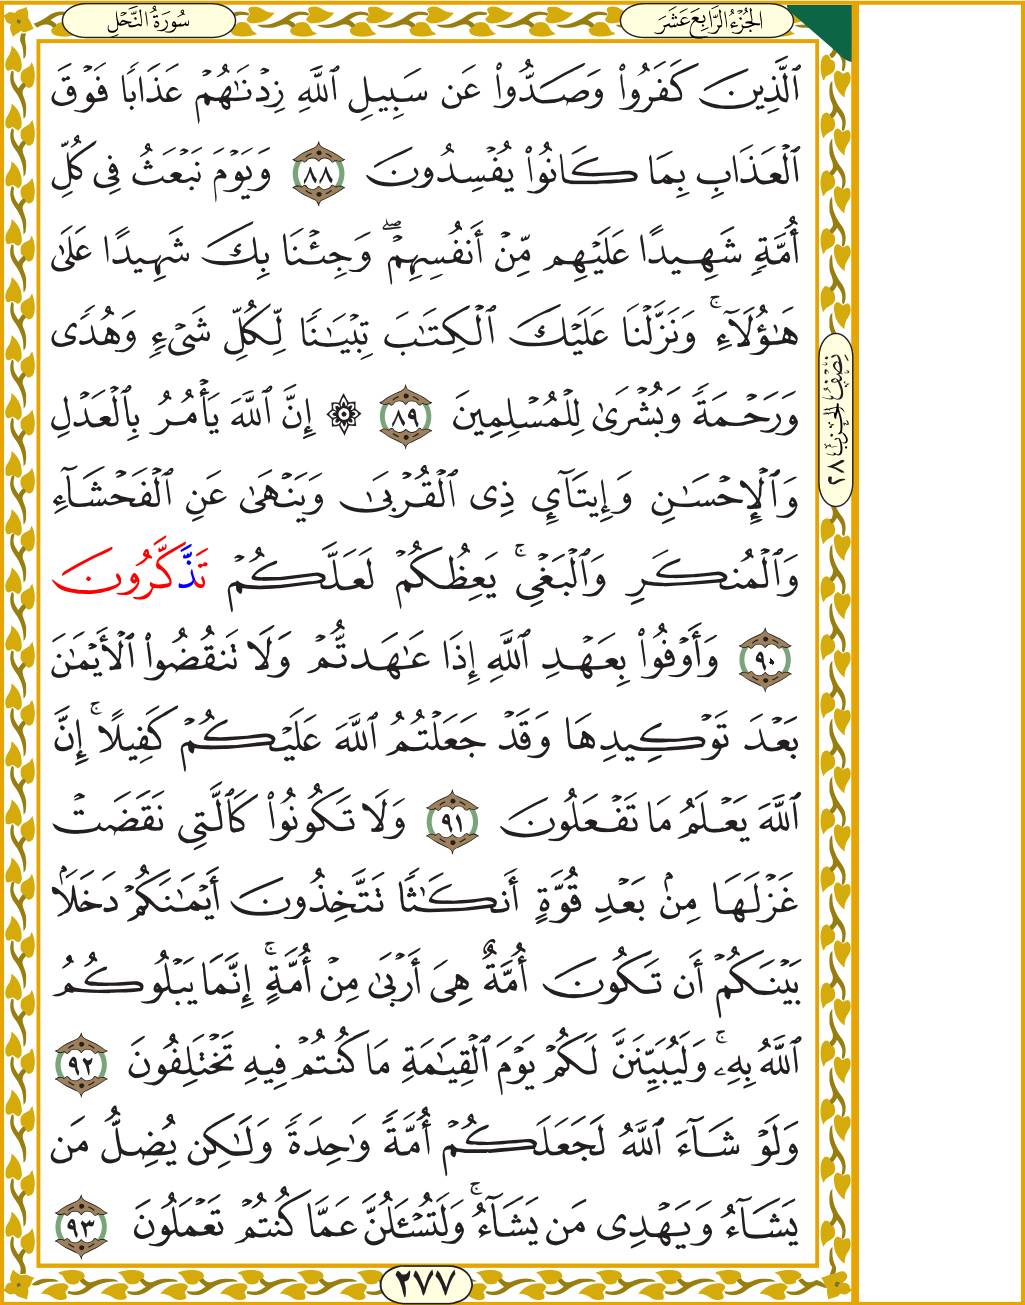 الجُزْءُ الرَّابِعَ عَشَرَ
سُورَةُ النَّحْلِ
ٱلَّذِينَ كَفَرُوا۟ وَصَدُّوا۟ عَن سَبِيلِ ٱللَّهِ زِدْنَـٰهُمْ عَذَابًا فَوْقَ
ٱلْعَذَابِ بِمَا كَانُوا۟ يُفْسِدُونَ ٨٨ وَيَوْمَ نَبْعَثُ فِى كُلِّ
أُمَّةٍ شَهِيدًا عَلَيْهِم مِّنْ أَنفُسِهِمْ ۖ وَجِئْنَا بِكَ شَهِيدًا عَلَىٰ
هَـٰٓؤُلَآءِ ۚ وَنَزَّلْنَا عَلَيْكَ ٱلْكِتَـٰبَ تِبْيَـٰنًا لِّكُلِّ شَىْءٍ وَهُدًى
وَرَحْمَةً وَبُشْرَىٰ لِلْمُسْلِمِينَ ٨٩ ۞ إِنَّ ٱللَّهَ يَأْمُرُ بِٱلْعَدْلِ
وَٱلْإِحْسَـٰنِ وَإِيتَآئِ ذِى ٱلْقُرْبَىٰ وَيَنْهَىٰ عَنِ ٱلْفَحْشَآءِ
وَٱلْمُنكَرِ وَٱلْبَغْىِ ۚ يَعِظُكُمْ لَعَلَّكُمْ تَذَّكَّرُونَ
٩٠ وَأَوْفُوا۟ بِعَهْدِ ٱللَّهِ إِذَا عَـٰهَدتُّمْ وَلَا تَنقُضُوا۟ ٱلْأَيْمَـٰنَ
بَعْدَ تَوْكِيدِهَا وَقَدْ جَعَلْتُمُ ٱللَّهَ عَلَيْكُمْ كَفِيلًا ۚ إِنَّ
ٱللَّهَ يَعْلَمُ مَا تَفْعَلُونَ ٩١ وَلَا تَكُونُوا۟ كَٱلَّتِى نَقَضَتْ
غَزْلَهَا مِنۢ بَعْدِ قُوَّةٍ أَنكَـٰثًا تَتَّخِذُونَ أَيْمَـٰنَكُمْ دَخَلًۢا
بَيْنَكُمْ أَن تَكُونَ أُمَّةٌ هِىَ أَرْبَىٰ مِنْ أُمَّةٍ ۚ إِنَّمَا يَبْلُوكُمُ
ٱللَّهُ بِهِۦ ۚ وَلَيُبَيِّنَنَّ لَكُمْ يَوْمَ ٱلْقِيَـٰمَةِ مَا كُنتُمْ فِيهِ تَخْتَلِفُونَ ٩٢
وَلَوْ شَآءَ ٱللَّهُ لَجَعَلَكُمْ أُمَّةً وَٰحِدَةً وَلَـٰكِن يُضِلُّ مَن
يَشَآءُ وَيَهْدِى مَن يَشَآءُ ۚ وَلَتُسْـَٔلُنَّ عَمَّا كُنتُمْ تَعْمَلُونَ ٩٣
نِصْفُ الحِزْبِ ٢٨
٢٧٧